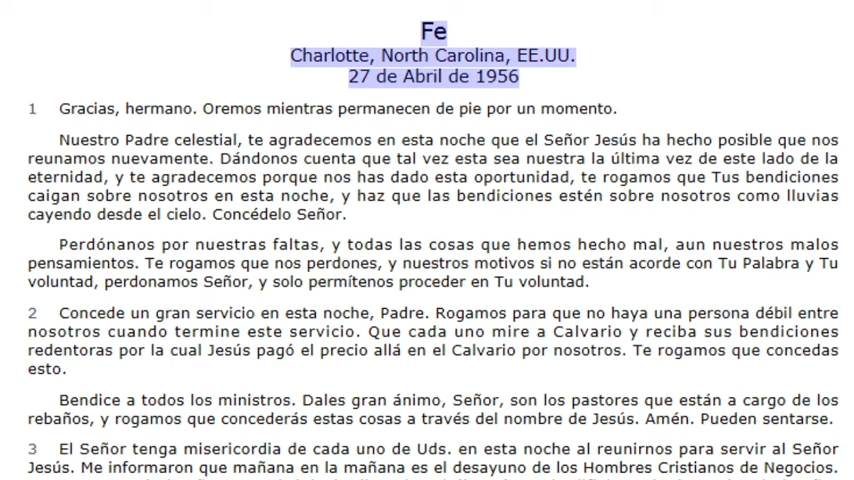 Fe
Charlotte, North Carolina, EE.UU.
27 de Abril de 1956
1 Gracias, hermano. Oremos mientras permanecen de pie por un momento.
Nuestro Padre celestial, te agradecemos en esta noche que el Señor Jesús ha hecho posible que nos
reunamos nuevamente. Dándonos cuenta que tal vez esta sea nuestra la última vez de este lado de la
eternidad, y te agradecemos porque nos has dado esta oportunidad, te rogamos que Tus bendiciones
caigan sobre nosotros en esta noche, y haz que las bendiciones estén sobre nosotros como lluvias
cayendo desde el cielo. Concédelo Señor.
Perdónanos por nuestras faltas, y todas las cosas que hemos hecho mal, aun nuestros malos
pensamientos. Te rogamos que nos perdones, y nuestros motivos si no están acorde con Tu Palabra y Tu
voluntad, perdonamos Señor, y solo permítenos proceder en Tu voluntad.
2 Concede un gran servicio en esta noche, Padre. Rogamos para que no haya una persona débil entre
nosotros cuando termine este servicio. Que cada uno mire a Calvario y reciba sus bendiciones
redentoras por la cual Jesús pagó el precio allá en el Calvario por nosotros. Te rogamos que concedas
esto.
Bendice a todos los ministros. Dales gran ánimo, Señor, son los pastores que están a cargo de los
rebaños, y rogamos que concederás estas cosas a través del nombre de Jesús. Amén. Pueden sentarse.
3 El Señor tenga misericordia de cada uno de Uds. en esta noche al reunirnos para servir al Señor
Jesús. Me informaron que mañana en la mañana es el desayuno de los Hombres Cristianos de Negocios.